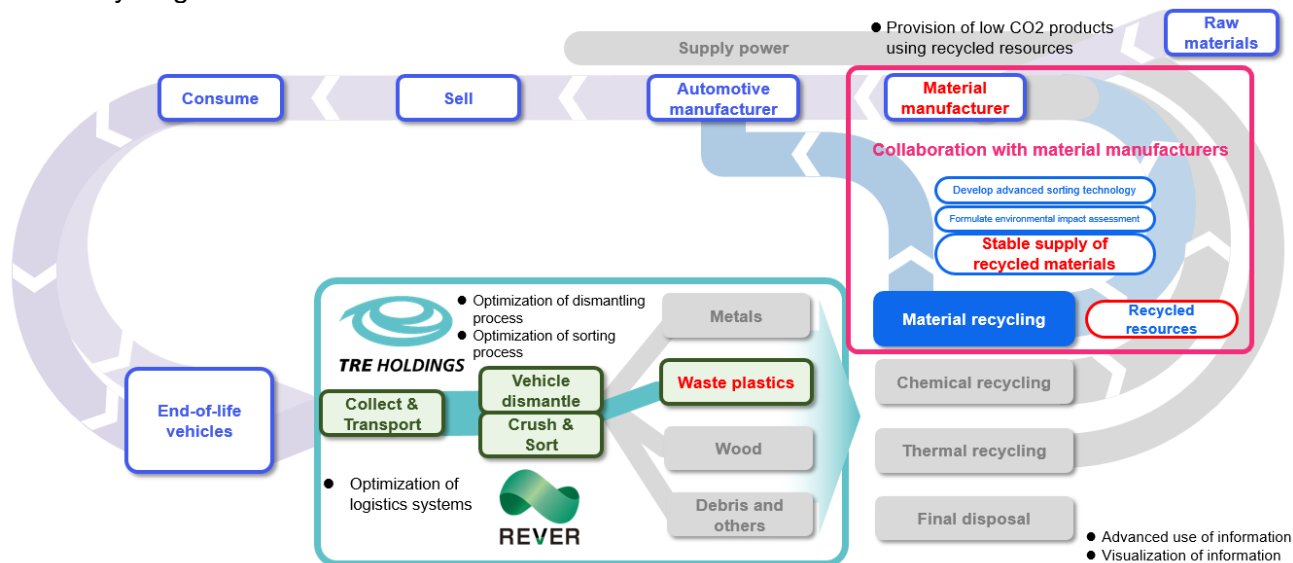 Supply power
● Provision of low CO2 products
using recycled resources
Raw
materials
Consume
Sell
Automotive
manufacturer
Material
manufacturer
Collaboration with material manufacturers
Develop advanced sorting technology
Formulate environmental impact assessment
Stable supply of
recycled materials
Material recycling
Recycled
resources
TRE HOLDINGS
● Optimization of dismantling
process
● Optimization of sorting
process
Metals
End-of-life
vehicles
Collect &
Transport
Vehicle
dismantle
Crush &
Sort
Waste plastics
Wood
Debris and
others
● Optimization of
logistics systems
REVER
Chemical recycling
Thermal recycling
Final disposal
● Advanced use of information
● Visualization of information